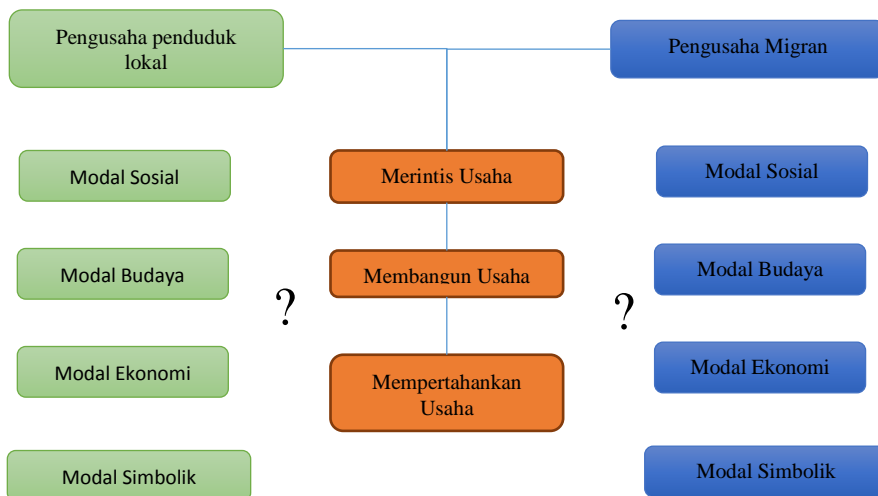 Pengusaha penduduk
lokal
Pengusaha Migran
Modal Sosial
Merintis Usaha
Modal Sosial
Modal Budaya
Membangun Usaha
Modal Budaya
?
?
Modal Ekonomi
Mempertahankan
Usaha
Modal Ekonomi
Modal Simbolik
Modal Simbolik